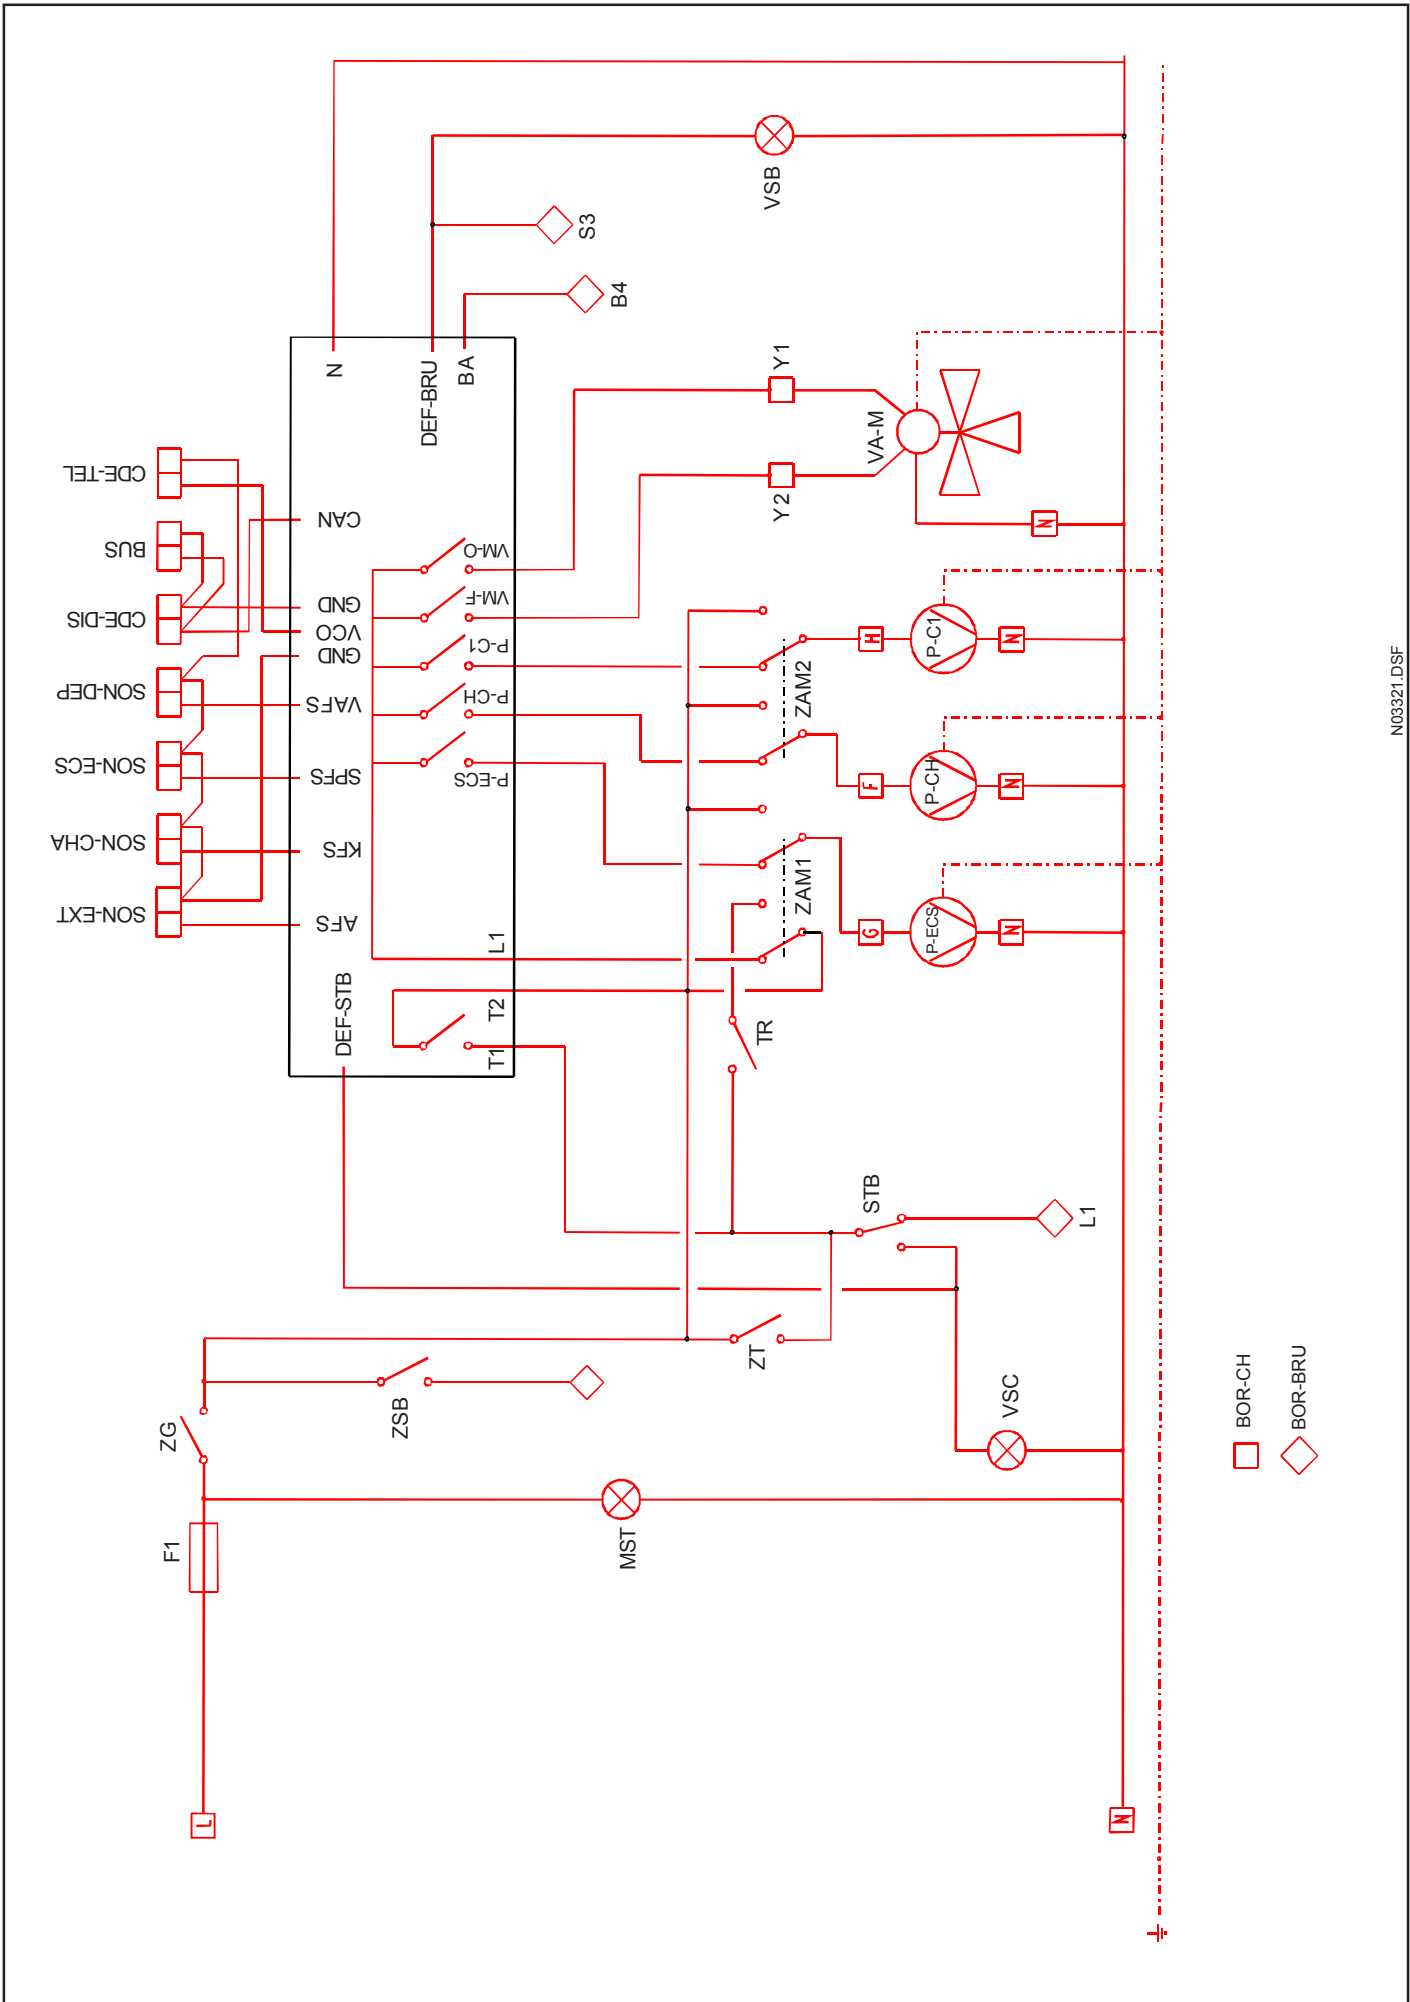 CDE-TEL
BUS
CDE-DIS
SON-DEP
SON-ECS
SON-CHA
SON-EXT
N
DEF-BRU
BA
CAN
GND
VCO
GND
VAFS
SPFS
KFS
AFS
DEF-STB
VM-O
VM-F
P-C1
P-CH
P-ECS
L1
T2
T1
S3
B4
VSB
Y1
Y2
VA-M
N
ZAM2
H
P-C1
N
F
P-CH
N
ZAM1
G
P-ECS
N
TR
STB
L1
ZT
ZG
ZSB
VSC
F1
MST
L
N
BOR-CH
BOR-BRU
N03321.DSF